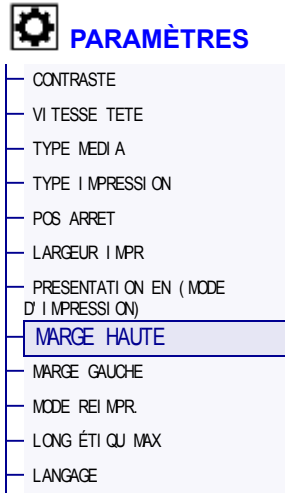 PARAMÈTRES
CONTRASTE
VITESSE TETE
TYPE MEDIA
TYPE IMPRESSION
POS ARRET
LARGEUR IMPR
PRESENTATION EN (MODE
D'IMPRESSION)
MARGE HAUTE
MARGE GAUCHE
MODE REIMPR.
LONG ÉTIQU MAX
LANGAGE